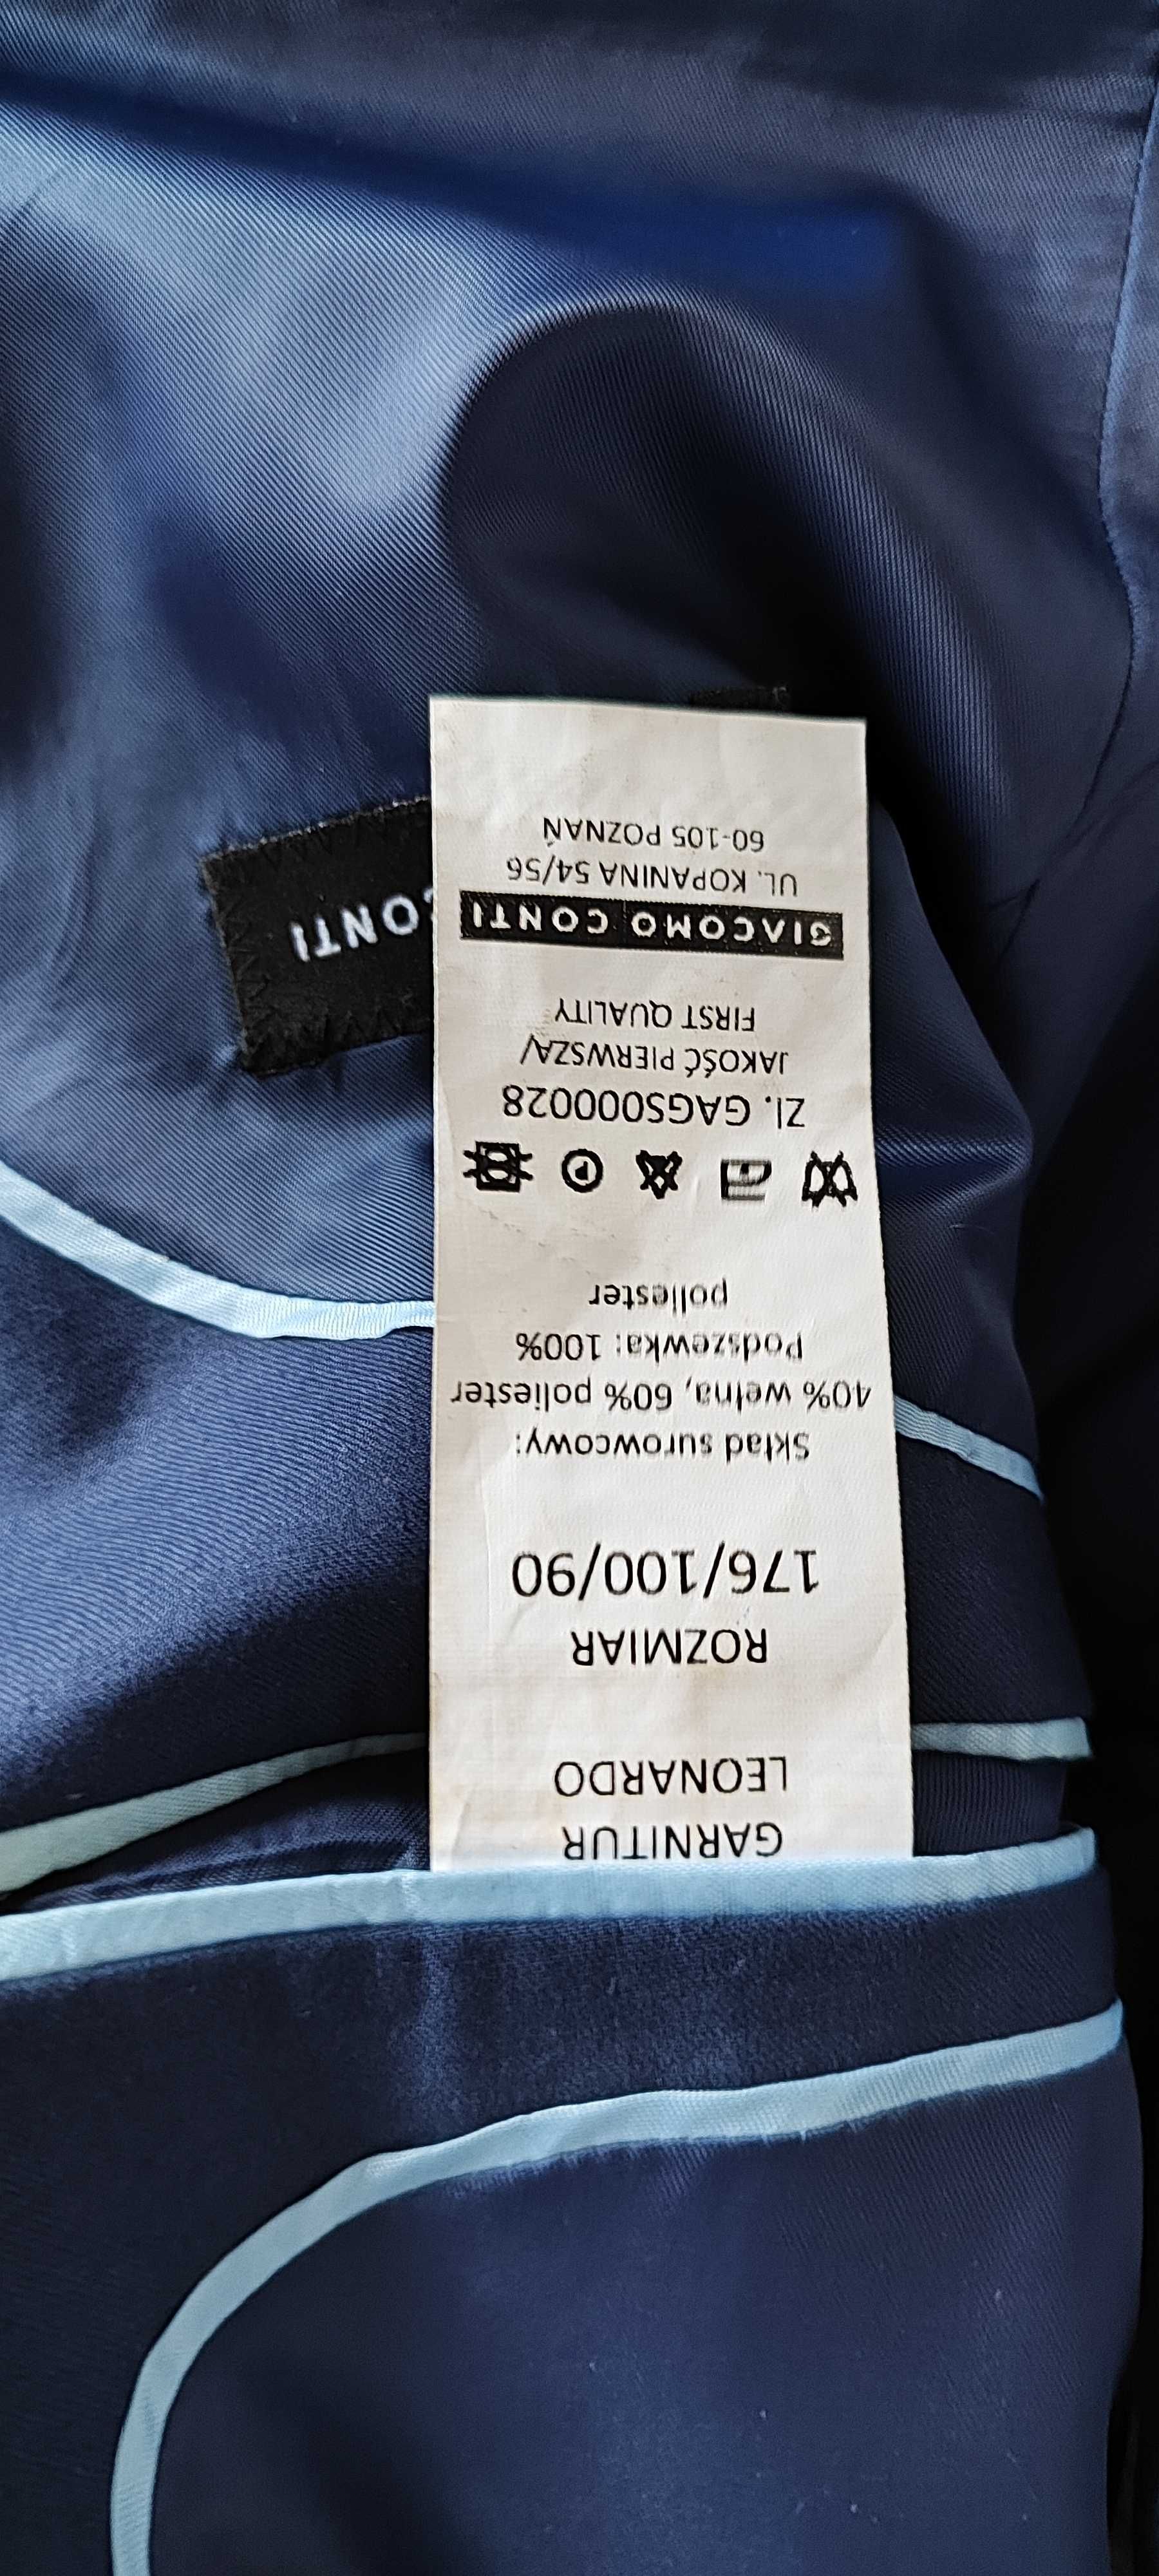 GARNITUR
LEONARDO
ROZMIAR
176/100/90
Skład surowcowy:
40% wełna, 60% poliester
Podszewka: 100%
poliester
Zl. GAGS000028
JAKOŚĆ PIERWSZA/
FIRST QUALITY
GIACOMO CONTI
UL. KOPANINA 54/56
60-105 POZNAŃ
CONTI